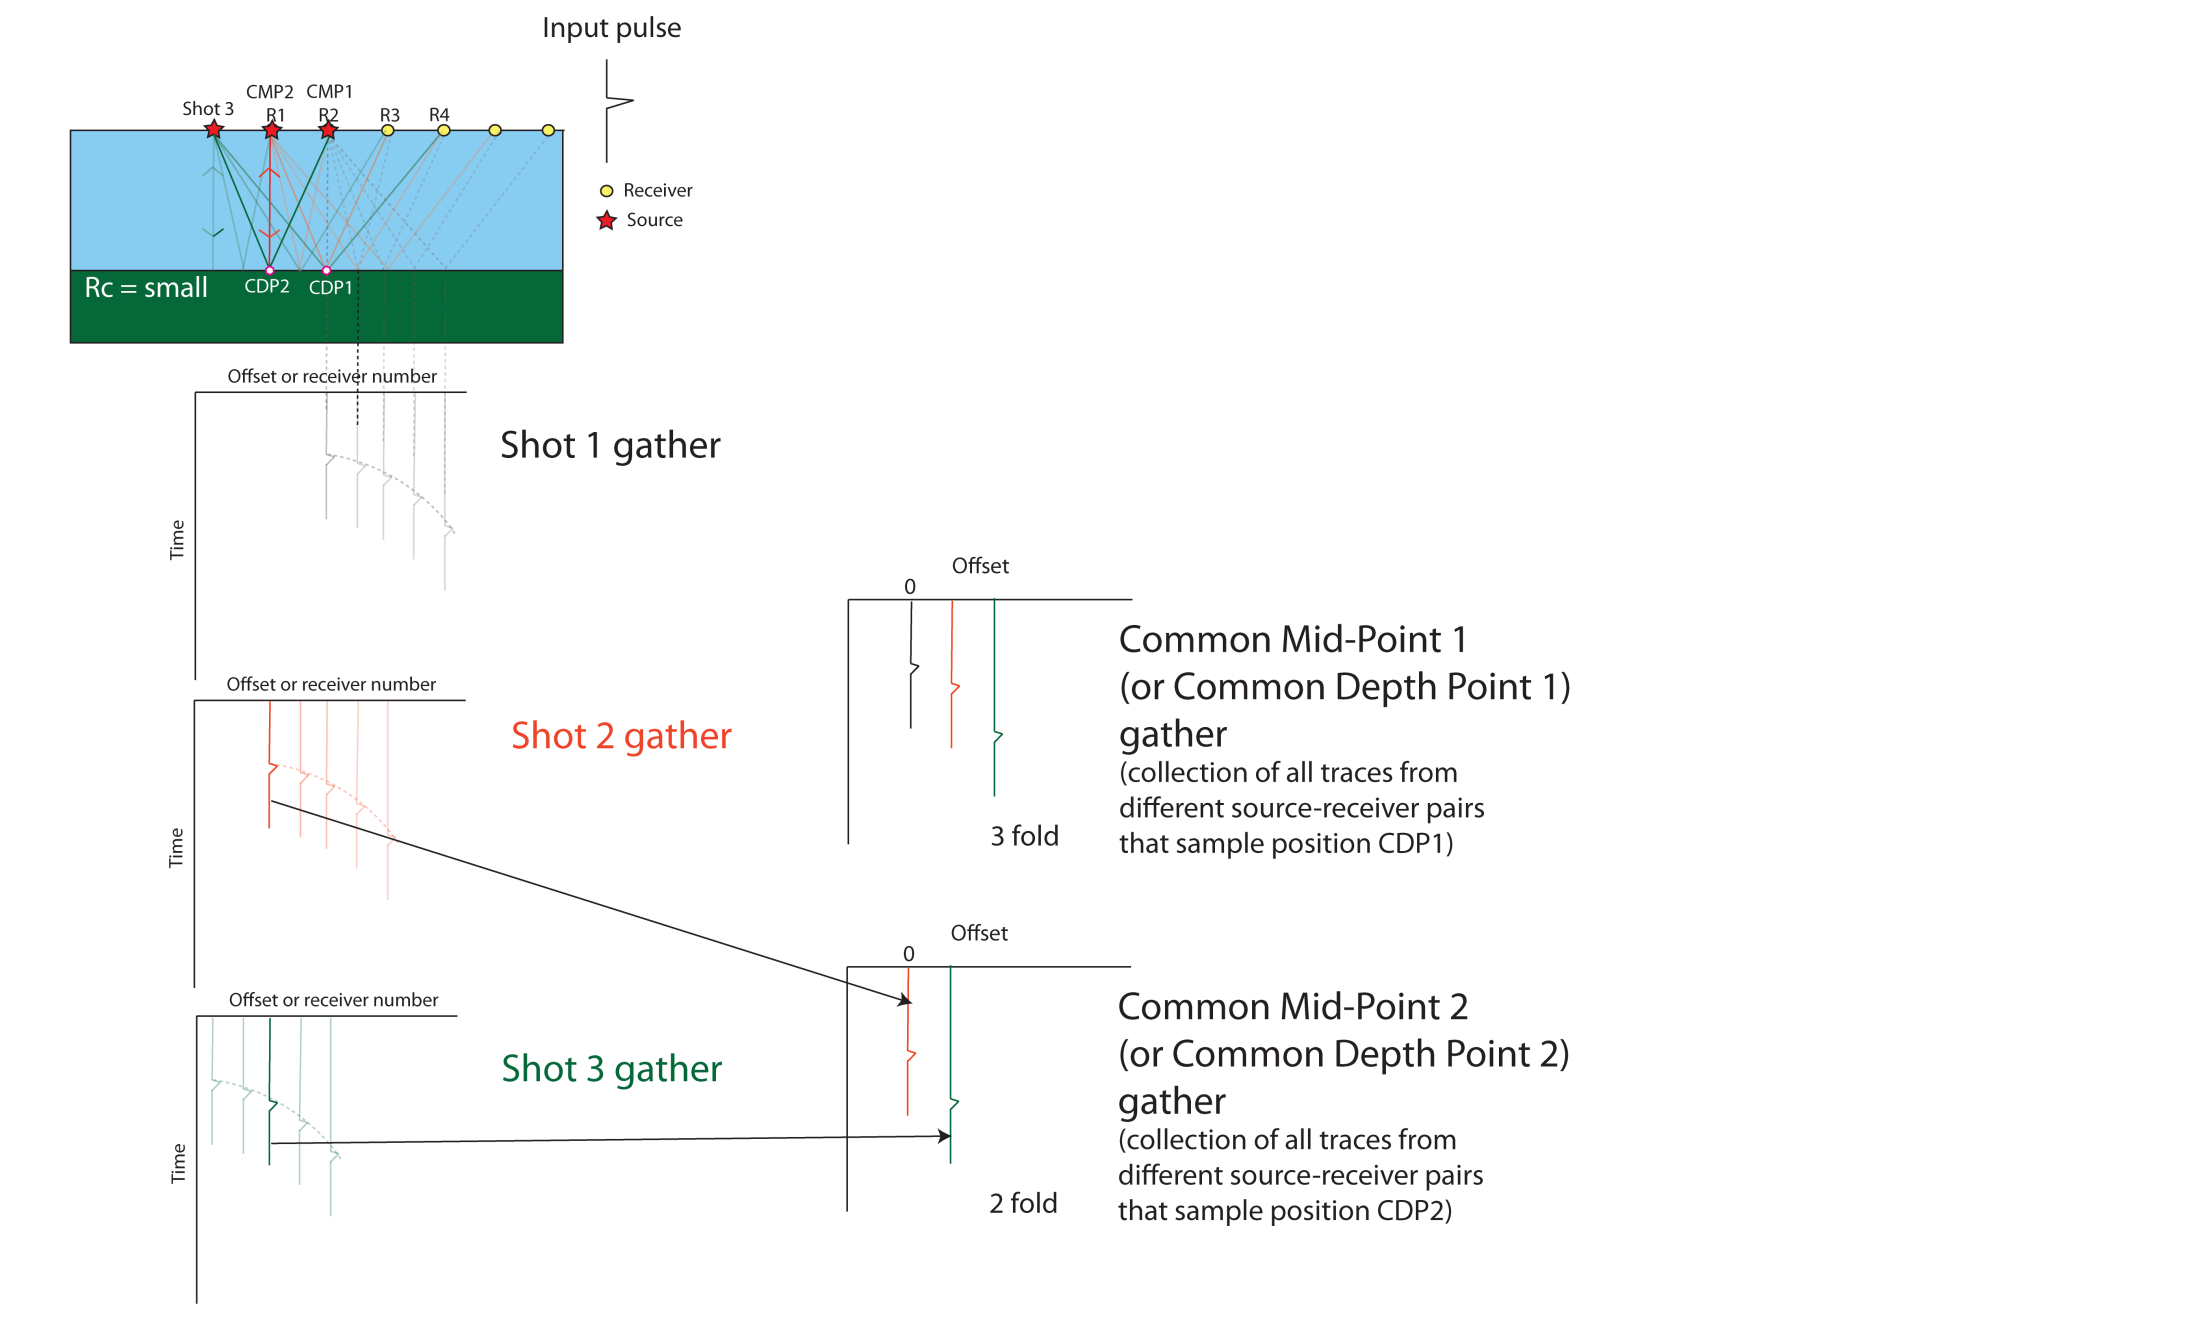 Input pulse
CMP2 CMP1
Shot 3 R1 R2 R3 R4
Receiver
Source
Rc = small
CDP2 CDP1
Offset or receiver number
Shot 1 gather
Time
Offset
0
Common Mid-Point 1
(or Common Depth Point 1)
gather
(collection of all traces from
different source-receiver pairs
that sample position CDP1)
3 fold
Offset or receiver number
Shot 2 gather
Time
Offset
0
Common Mid-Point 2
(or Common Depth Point 2)
gather
(collection of all traces from
different source-receiver pairs
that sample position CDP2)
2 fold
Offset or receiver number
Shot 3 gather
Time